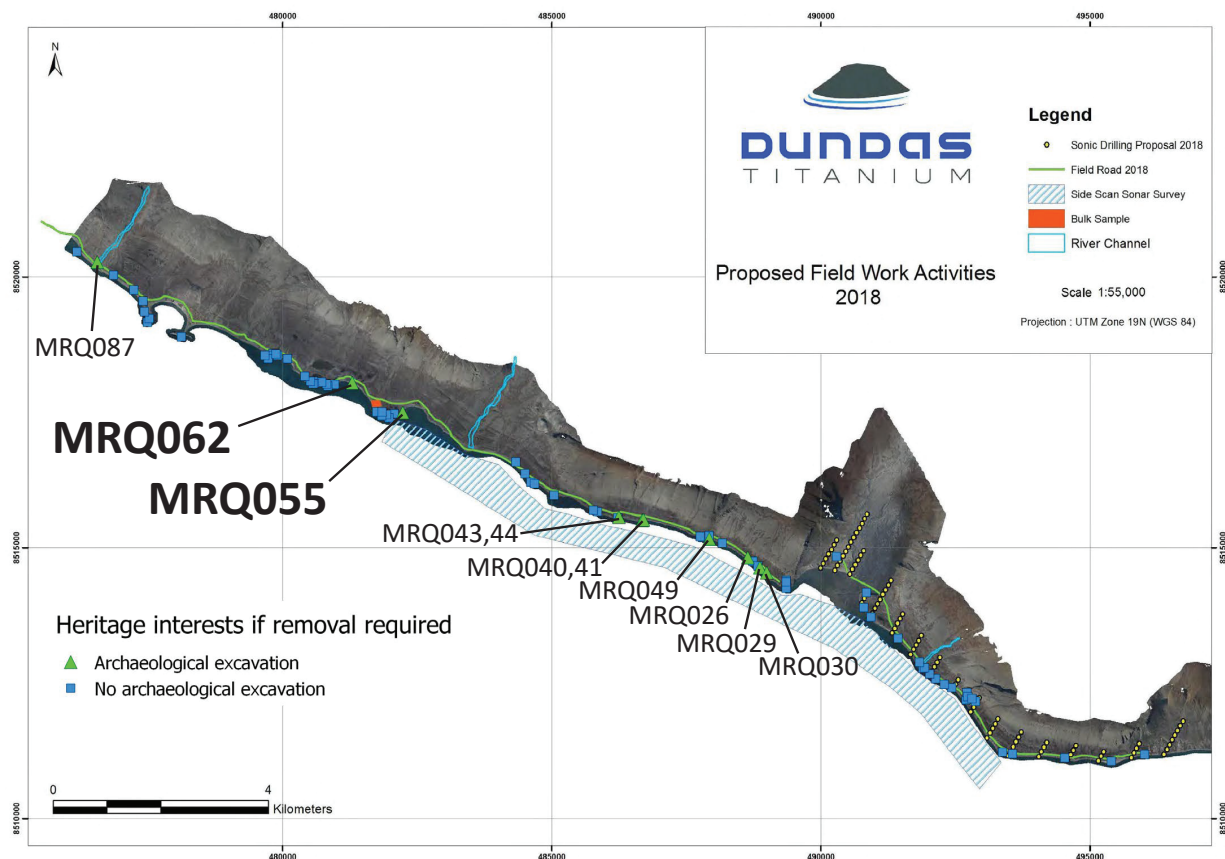 480000
485000
490000
495000
N
DUNDAS
TITANIUM
Proposed Field Work Activities
2018
Legend
Sonic Drilling Proposal 2018
Field Road 2018
Side Scan Sonar Survey
Bulk Sample
River Channel
Scale 1:55,000
Projection : UTM Zone 19N (WGS 84)
8520000
8520000
MRQ087
MRQ062
MRQ055
MRQ043,44
MRQ040,41
MRQ049
MRQ026
MRQ029
MRQ030
8515000
8515000
Heritage interests if removal required
Archaeological excavation
No archaeological excavation
0
4
Kilometers
8510000
8510000
480000
485000
490000
495000